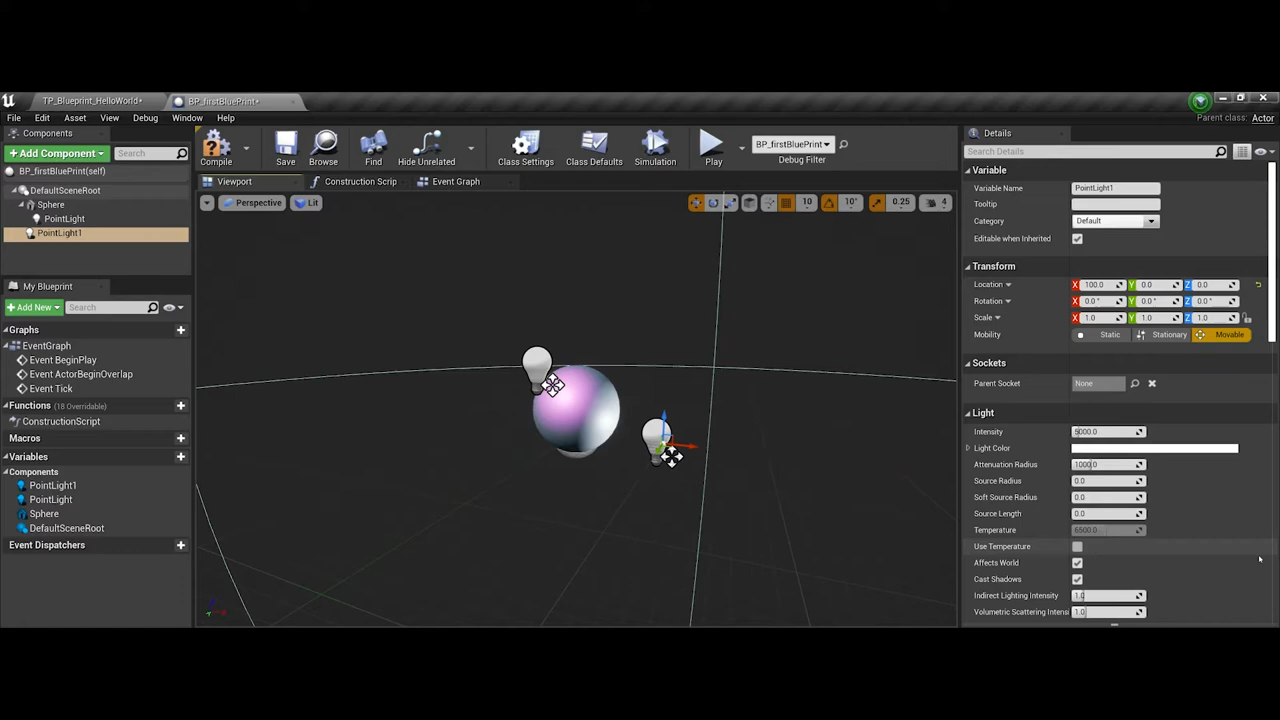 TP_Blueprint_HelloWorld*
BP_firstBluePrint*
File Edit Asset View Debug Window Help
Parent class: Actor
Components
+Add Component Search
BP_firstBluePrint(self)
DefaultSceneRoot
Sphere
PointLight
PointLight1
My Blueprint
+Add New Search
Graphs
EventGraph
Event BeginPlay
Event ActorBeginOverlap
Event Tick
Functions (18 Overridable)
ConstructionScript
Macros
Variables
Components
PointLight1
PointLight
Sphere
DefaultSceneRoot
Event Dispatchers
Compile Save Browse Find Hide Unrelated Class Settings Class Defaults Simulation Play
BP_firstBluePrint
Debug Filter
Viewport Construction Scrip Event Graph
Perspective Lit 10 10° 0.25 4
Details
Search Details
Variable
Variable Name PointLight1
Tooltip
Category Default
Editable when Inherited
Transform
Location X 100.0 Y 0.0 Z 0.0
Rotation X 0.0 ° Y 0.0 ° Z 0.0 °
Scale X 1.0 Y 1.0 Z 1.0
Mobility Static Stationary Movable
Sockets
Parent Socket None
Light
Intensity 5000.0
Light Color
Attenuation Radius 1000.0
Source Radius 0.0
Soft Source Radius 0.0
Source Length 0.0
Temperature 6500.0
Use Temperature
Affects World
Cast Shadows
Indirect Lighting Intensity 1.0
Volumetric Scattering Intensi 1.0